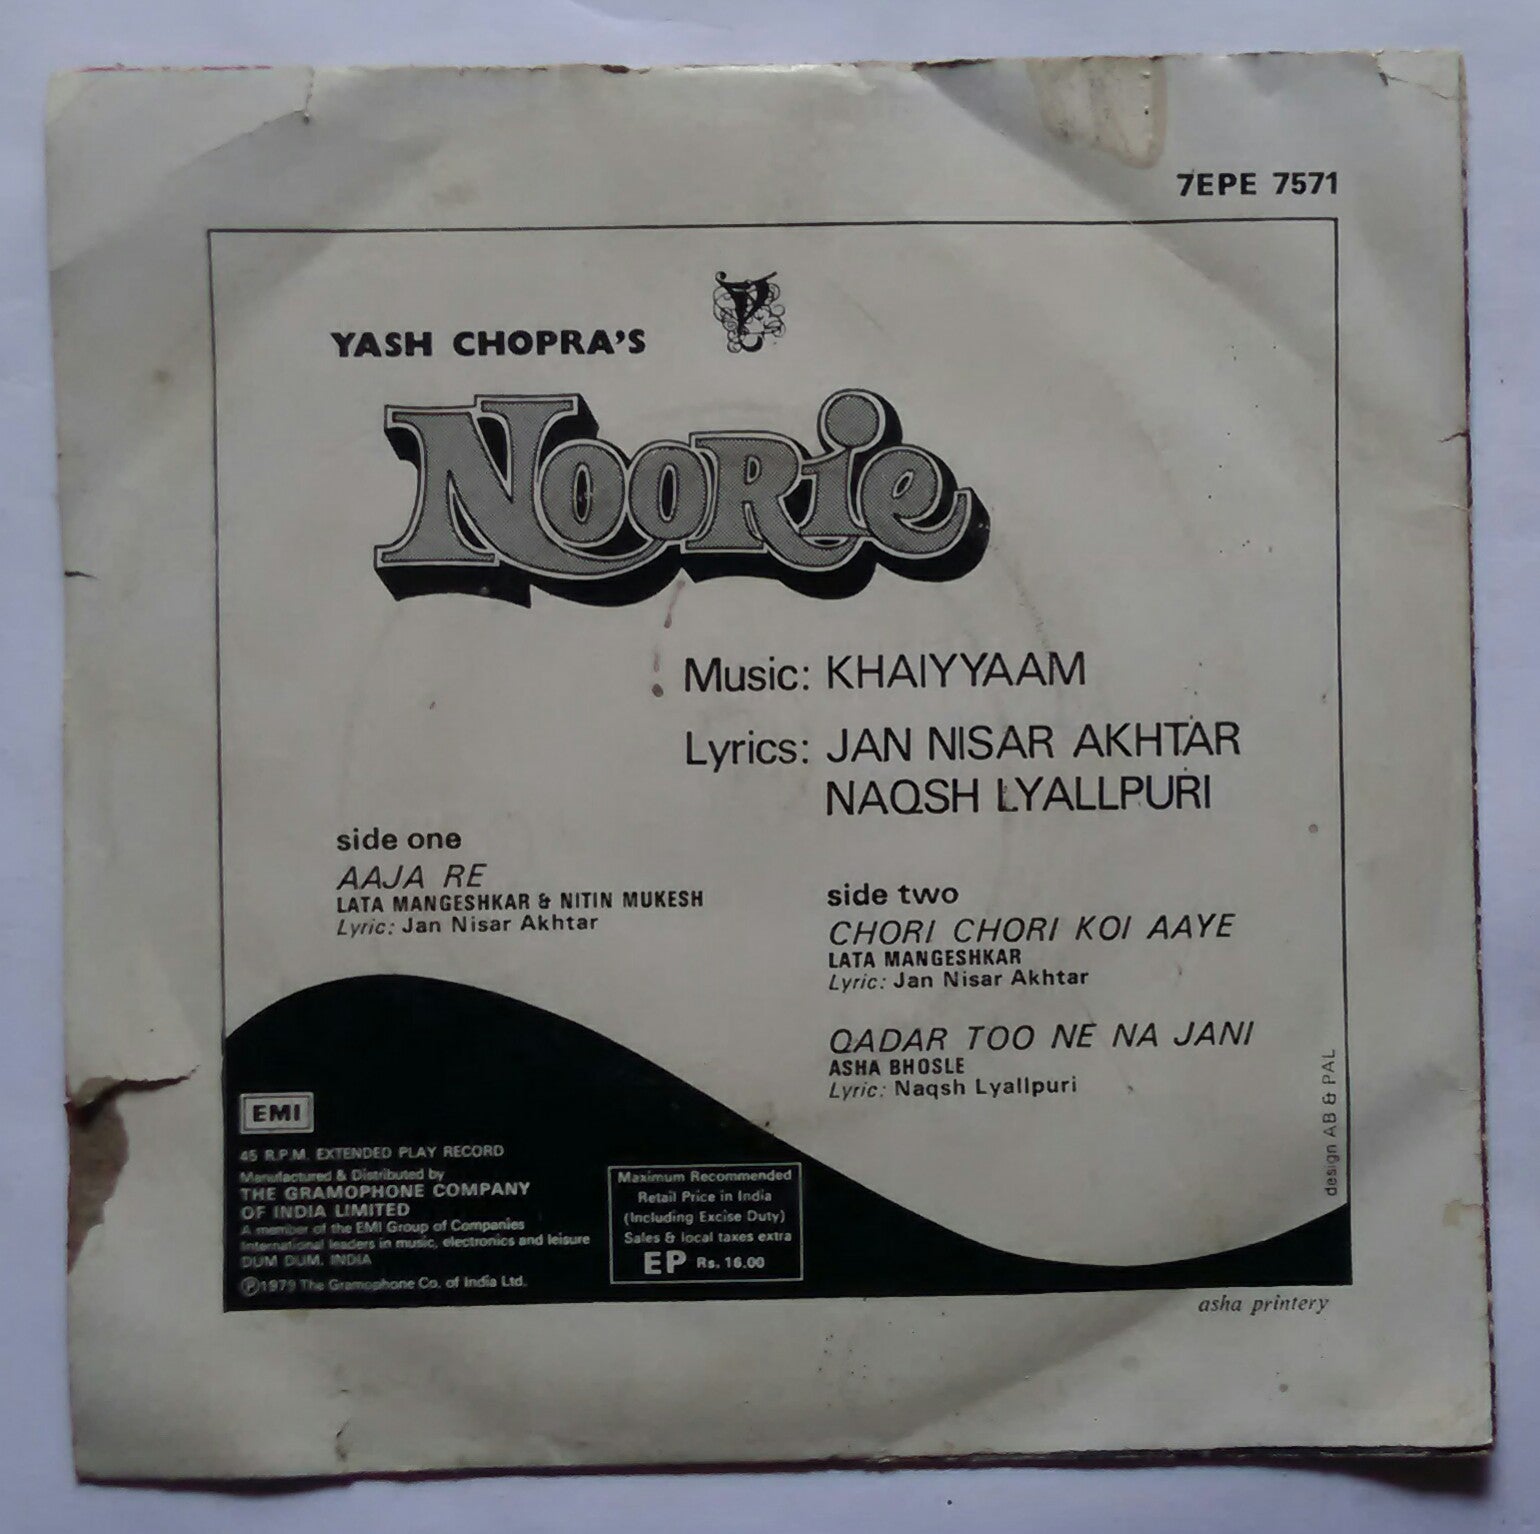 7EPE 7571
YASH CHOPRA'S
NOORIE
Music: KHAIYYAAM
Lyrics: JAN NISAR AKHTAR
NAQSH LYALLPURI
side one
AAJA RE
LATA MANGESHKAR & NITIN MUKESH
Lyric: Jan Nisar Akhtar
side two
CHORI CHORI KOI AAYE
LATA MANGESHKAR
Lyric: Jan Nisar Akhtar
QADAR TOO NE NA JANI
ASHA BHOSLE
Lyric: Naqsh Lyallpuri
design AB & PAL
EMI
45 R.P.M. EXTENDED PLAY RECORD
Manufactured & Distributed by
THE GRAMOPHONE COMPANY
OF INDIA LIMITED
A member of the EMI Group of Companies
International leaders in music, electronics and leisure
DUM DUM, INDIA
Ⓟ1979 The Gramophone Co. of India Ltd.
Maximum Recommended
Retail Price in India
(Including Excise Duty)
Sales & local taxes extra
EP Rs. 16.00
asha printery